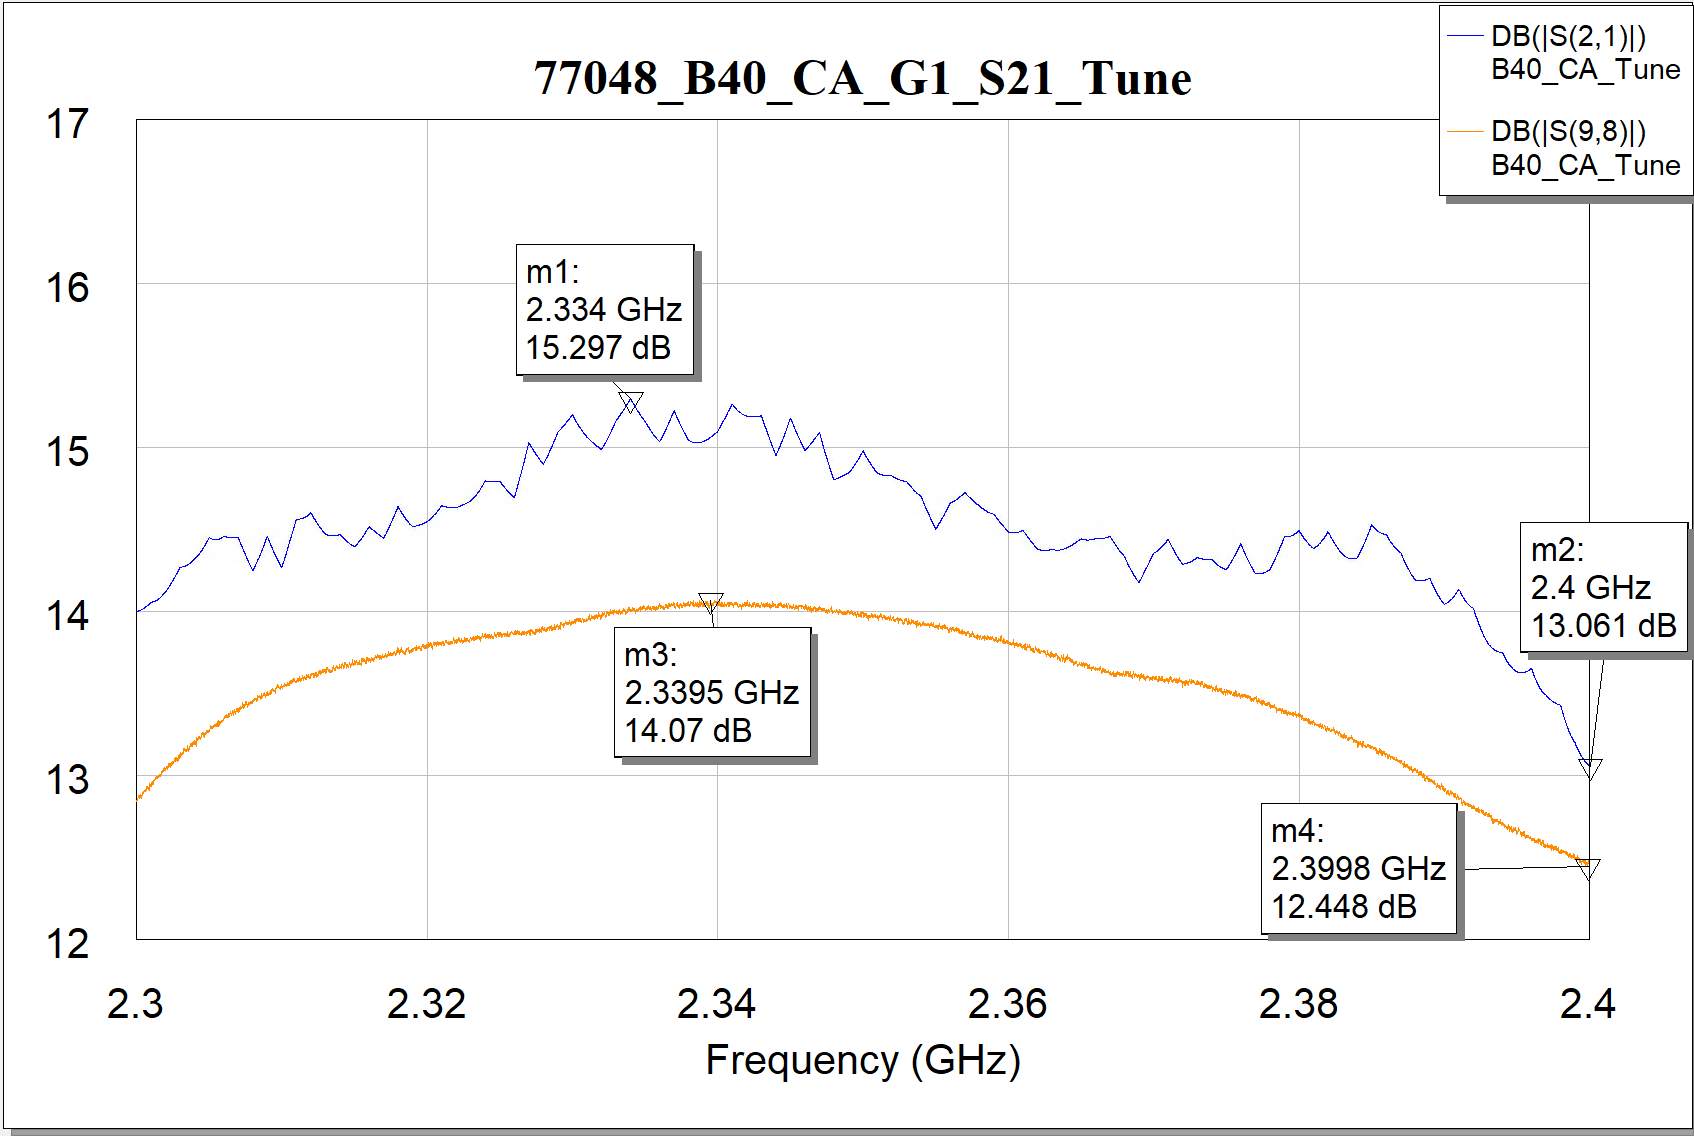 77048_B40_CA_G1_S21_Tune
DB(|S(2,1)|)
B40_CA_Tune
DB(|S(9,8)|)
B40_CA_Tune
17
16
15
14
13
12
m1:
2.334 GHz
15.297 dB
m2:
2.4 GHz
13.061 dB
m3:
2.3395 GHz
14.07 dB
m4:
2.3998 GHz
12.448 dB
2.3
2.32
2.34
2.36
2.38
2.4
Frequency (GHz)